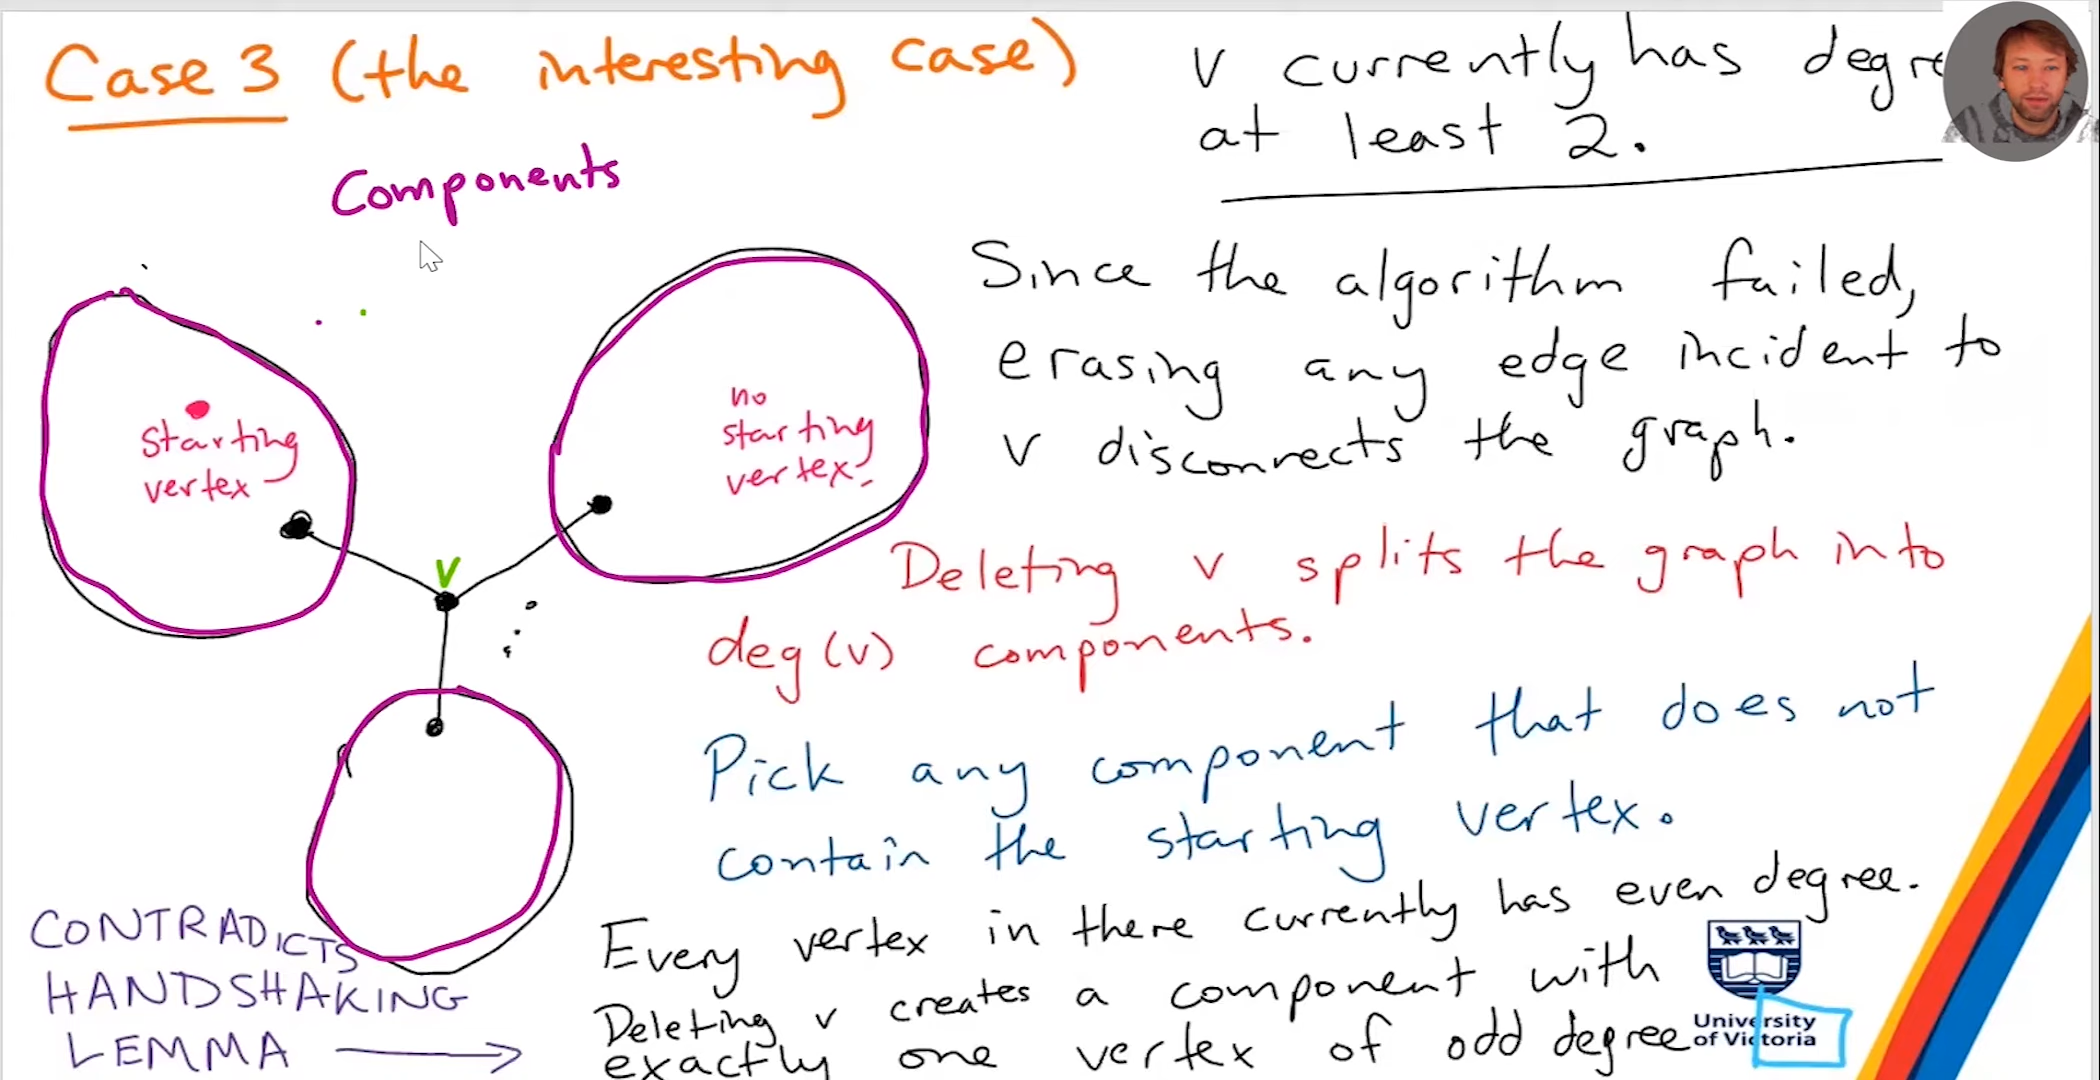 Case 3 (the interesting case)
v currently has degre
at least 2.
Components
Since the algorithm failed,
erasing any edge incident to
v disconnects the graph.
starting
vertex
no
starting
vertex
v
Deleting v splits the graph into
deg(v) components.
Pick any component that does not
contain the starting vertex.
Every vertex in there currently has even degree.
Deleting v creates a component with
exactly one vertex of odd degree
CONTRADICTS
HANDSHAKING
LEMMA
University
of Victoria